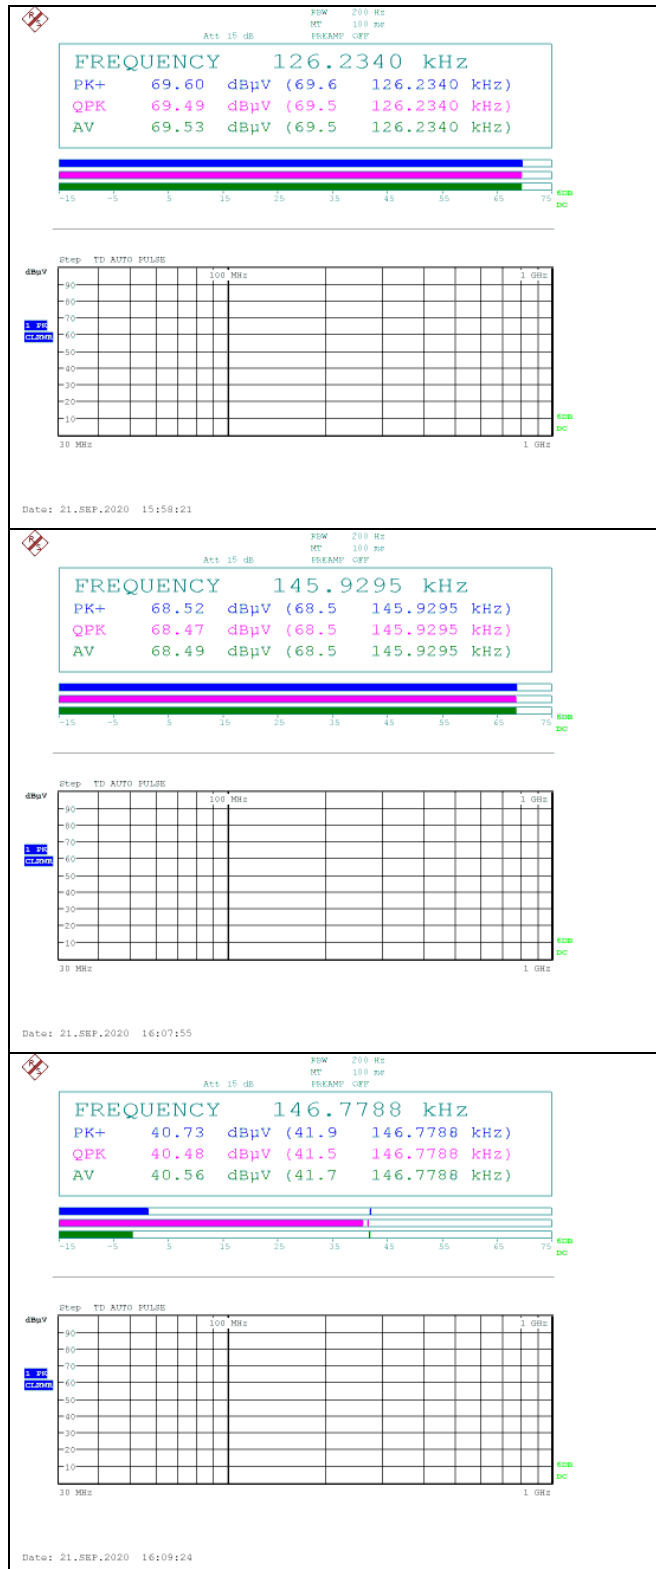 RBW 200 Hz
MT 100 ms
Att 15 dB PREAMP OFF
FREQUENCY 126.2340 kHz
PK+ 69.60 dBµV (69.6 126.2340 kHz)
QPK 69.49 dBµV (69.5 126.2340 kHz)
AV 69.53 dBµV (69.5 126.2340 kHz)
-15 -5 5 15 25 35 45 55 65 75
6DB
DC
Step TD AUTO PULSE
dBµV 100 MHz 1 GHz
90
80
70
1 PK
CLRWR
60
50
40
30
20
10
6DB
DC
30 MHz 1 GHz
Date: 21.SEP.2020 15:58:21
RBW 200 Hz
MT 100 ms
Att 15 dB PREAMP OFF
FREQUENCY 145.9295 kHz
PK+ 68.52 dBµV (68.5 145.9295 kHz)
QPK 68.47 dBµV (68.5 145.9295 kHz)
AV 68.49 dBµV (68.5 145.9295 kHz)
-15 -5 5 15 25 35 45 55 65 75
6DB
DC
Step TD AUTO PULSE
dBµV 100 MHz 1 GHz
90
80
70
1 PK
CLRWR
60
50
40
30
20
10
6DB
DC
30 MHz 1 GHz
Date: 21.SEP.2020 16:07:55
RBW 200 Hz
MT 100 ms
Att 15 dB PREAMP OFF
FREQUENCY 146.7788 kHz
PK+ 40.73 dBµV (41.9 146.7788 kHz)
QPK 40.48 dBµV (41.5 146.7788 kHz)
AV 40.56 dBµV (41.7 146.7788 kHz)
-15 -5 5 15 25 35 45 55 65 75
6DB
DC
Step TD AUTO PULSE
dBµV 100 MHz 1 GHz
90
80
70
1 PK
CLRWR
60
50
40
30
20
10
6DB
DC
30 MHz 1 GHz
Date: 21.SEP.2020 16:09:24